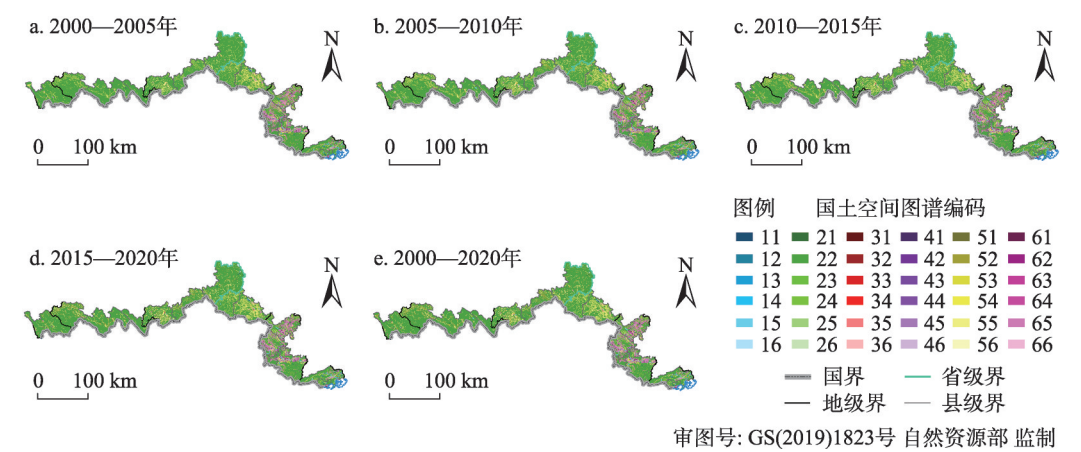 a. 2000—2005年
N
0 100 km
b. 2005—2010年
N
0 100 km
c. 2010—2015年
N
0 100 km
d. 2015—2020年
N
0 100 km
e. 2000—2020年
N
0 100 km
图例 国土空间图谱编码
11 21 31 41 51 61
12 22 32 42 52 62
13 23 33 43 53 63
14 24 34 44 54 64
15 25 35 45 55 65
16 26 36 46 56 66
国界 省级界
地级界 县级界
审图号: GS(2019)1823号 自然资源部 监制